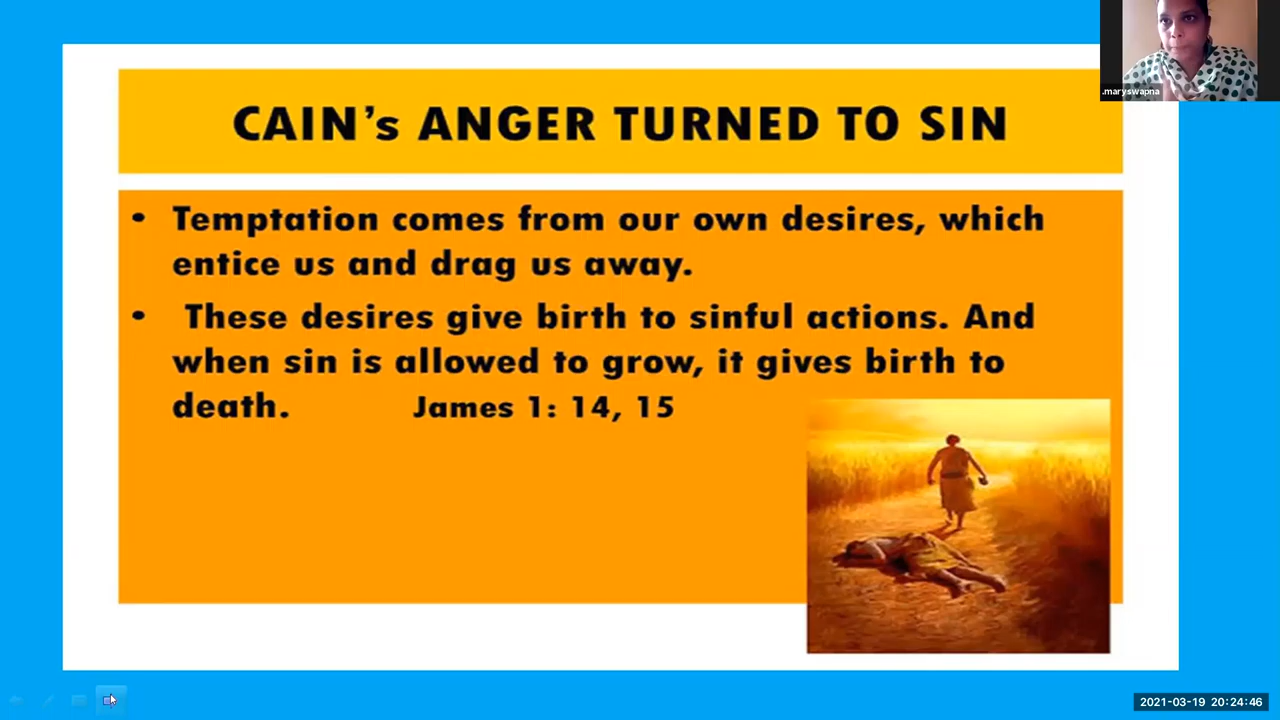 .maryswapna
CAIN's ANGER TURNED TO SIN
• Temptation comes from our own desires, which
entice us and drag us away.
• These desires give birth to sinful actions. And
when sin is allowed to grow, it gives birth to
death. James 1: 14, 15
2021-03-19 20:24:46